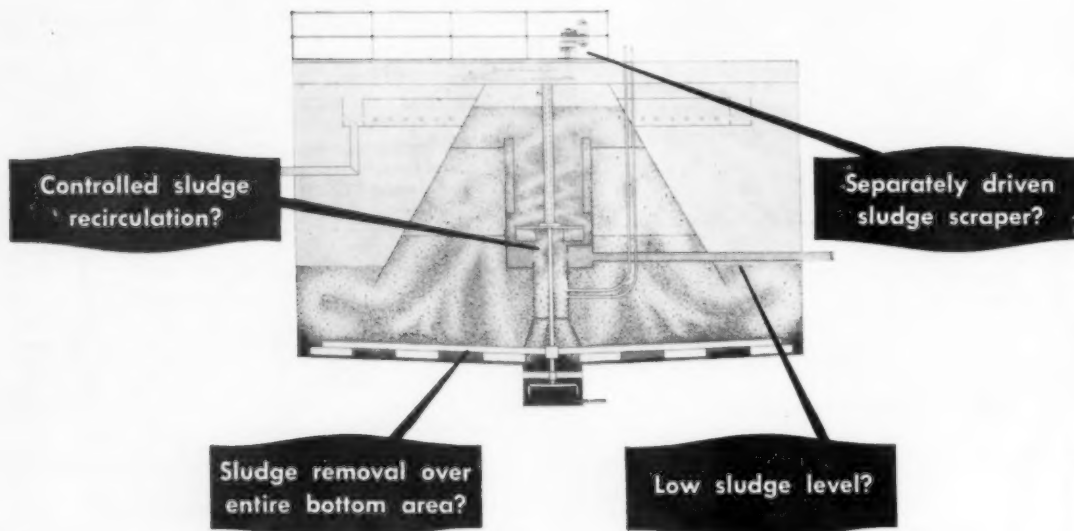 Controlled sludge
recirculation?
Separately driven
sludge scraper?
Sludge removal over
entire bottom area?
Low sludge level?